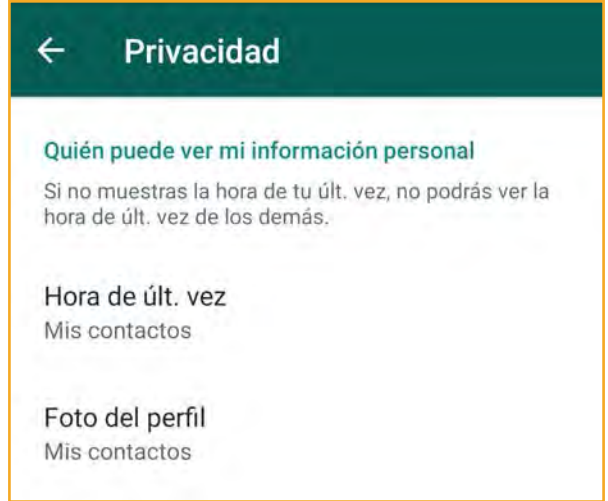 Privacidad
Quién puede ver mi información personal
Si no muestras la hora de tu últ. vez, no podrás ver la
hora de últ. vez de los demás.
Hora de últ. vez
Mis contactos
Foto del perfil
Mis contactos